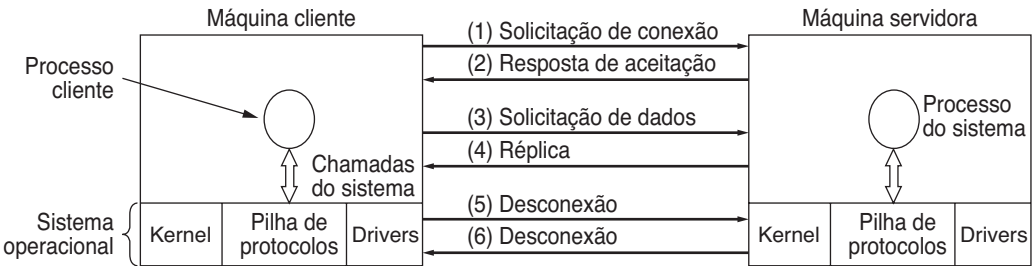 Máquina cliente
Máquina servidora
(1) Solicitação de conexão
(2) Resposta de aceitação
Processo
cliente
(3) Solicitação de dados
(4) Réplica
Processo
do sistema
Chamadas
do sistema
(5) Desconexão
(6) Desconexão
Sistema
operacional
Kernel
Pilha de
protocolos
Drivers
Kernel
Pilha de
protocolos
Drivers